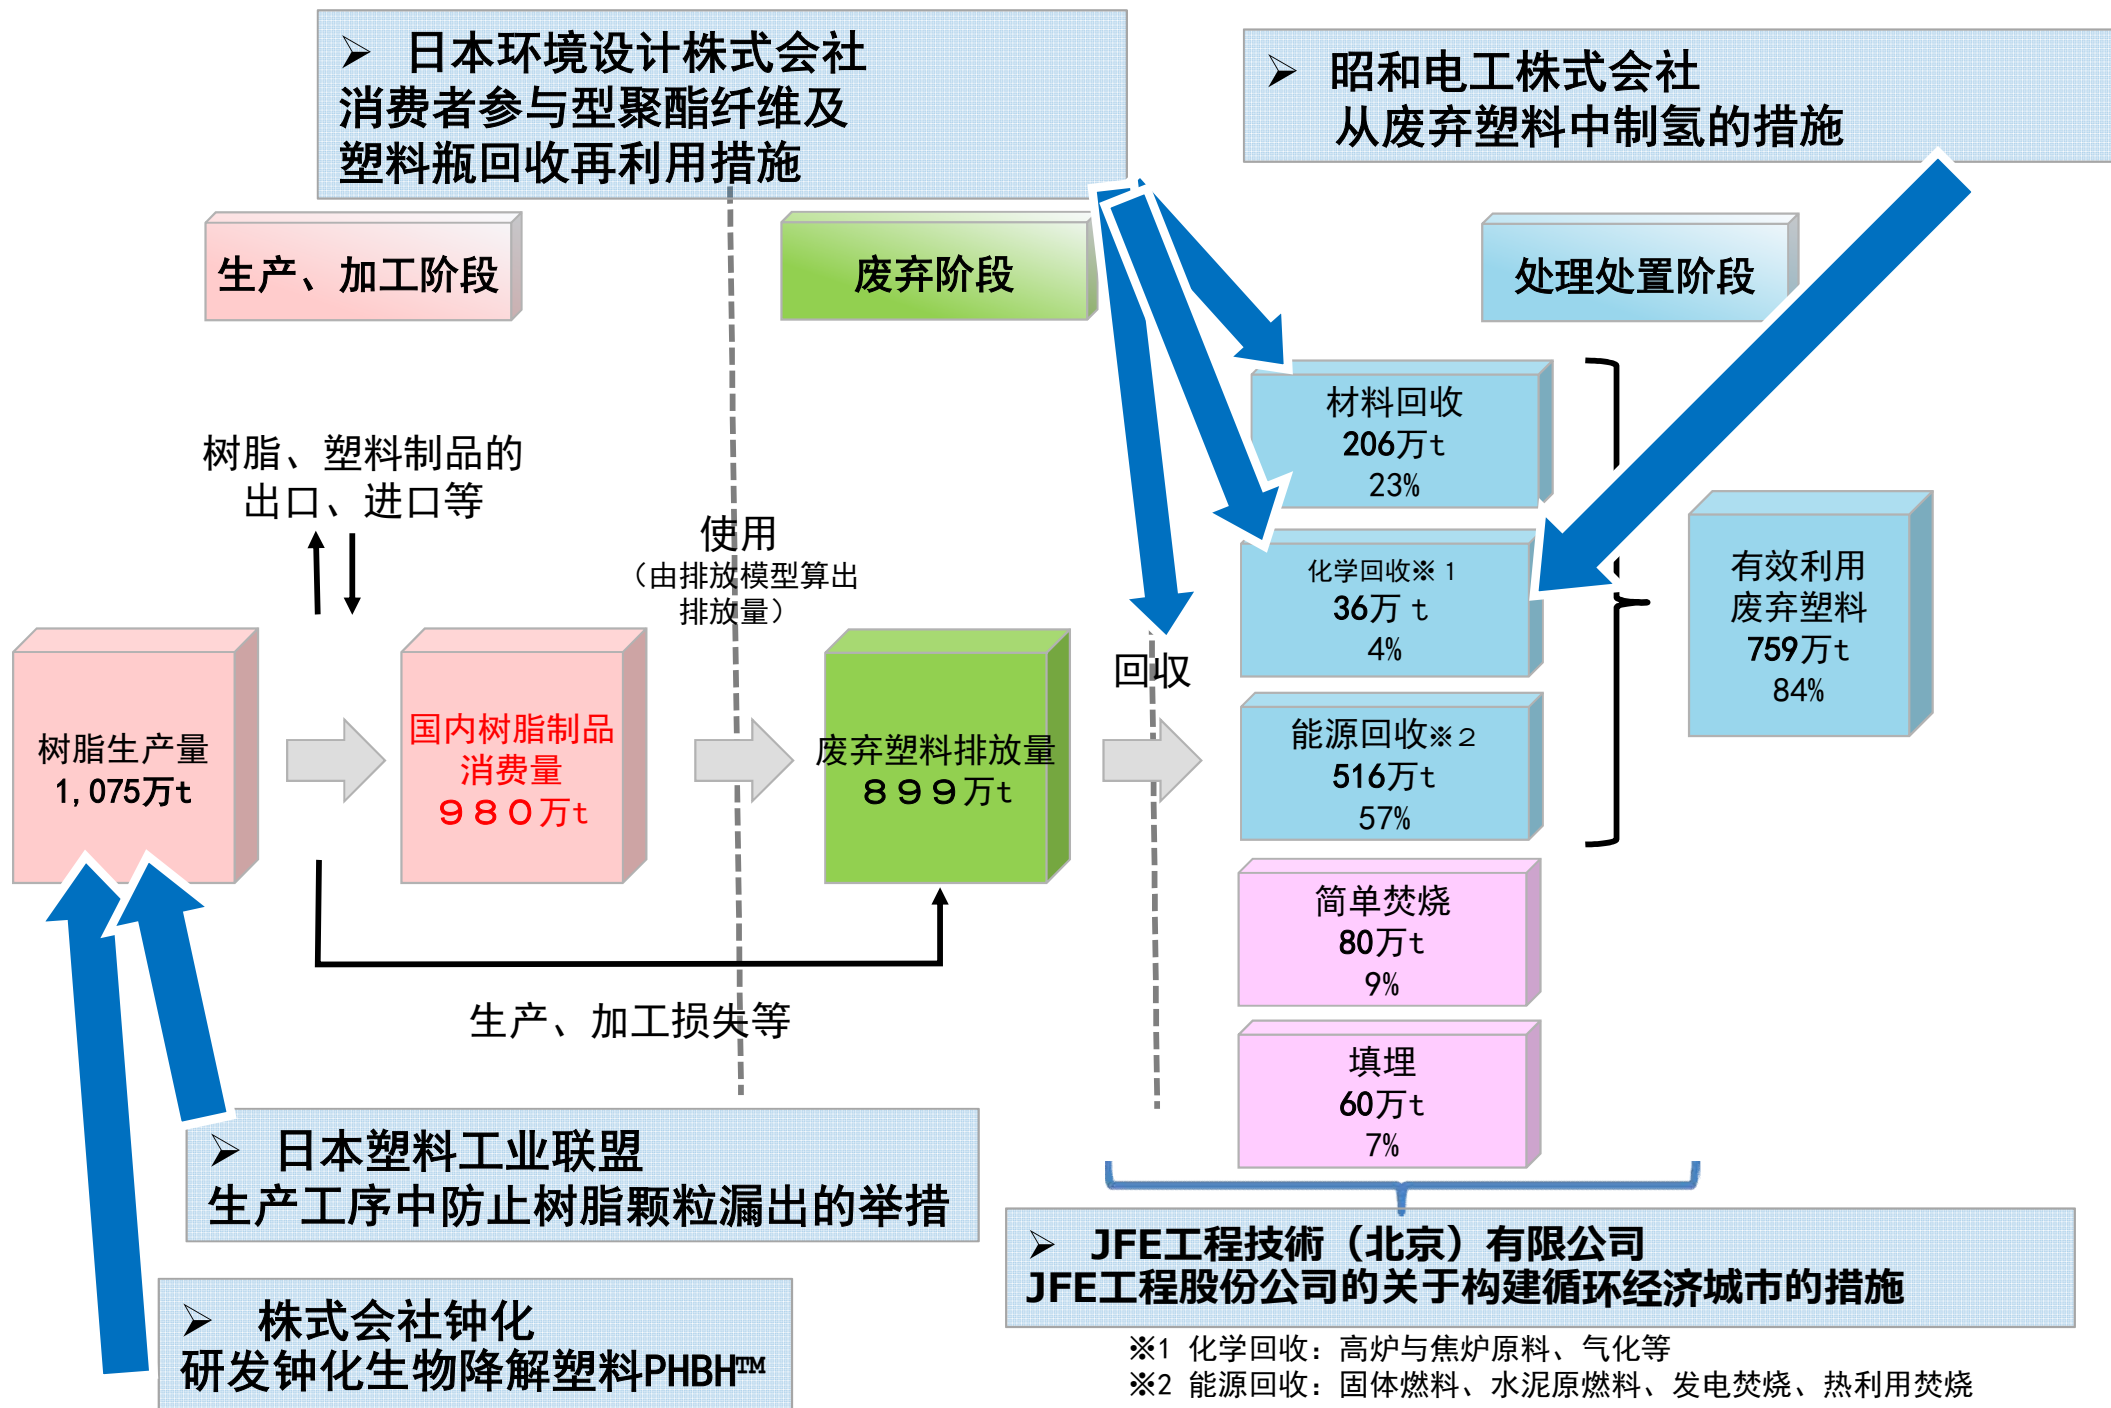 ➢ 日本环境设计株式会社
消费者参与型聚酯纤维及
塑料瓶回收再利用措施
➢ 昭和电工株式会社
从废弃塑料中制氢的措施
生产、加工阶段
废弃阶段
处理处置阶段
树脂、塑料制品的
出口、进口等
使用
（由排放模型算出
排放量）
回收
树脂生产量
1,075万t
国内树脂制品
消费量
９８０万t
废弃塑料排放量
８９９万t
材料回收
206万t
23%
化学回收※1
36万 t
4%
能源回收※2
516万t
57%
简单焚烧
80万t
9%
填埋
60万t
7%
有效利用
废弃塑料
759万t
84%
生产、加工损失等
➢ 日本塑料工业联盟
生产工序中防止树脂颗粒漏出的举措
➢ 株式会社钟化
研发钟化生物降解塑料PHBH™
➢ JFE工程技術（北京）有限公司
JFE工程股份公司的关于构建循环经济城市的措施
※1 化学回收：高炉与焦炉原料、气化等
※2 能源回收：固体燃料、水泥原燃料、发电焚烧、热利用焚烧